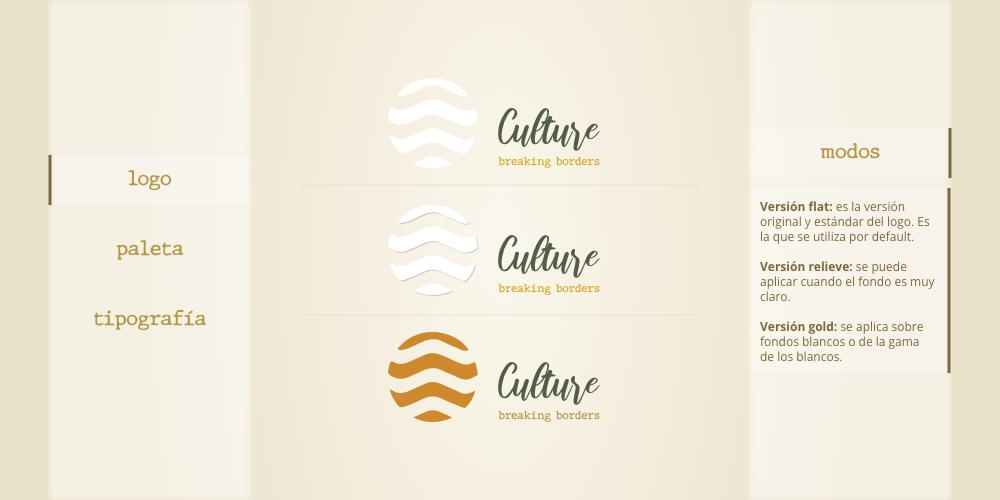 logo
paleta
tipografía
Culture
breaking borders
Culture
breaking borders
Culture
breaking borders
modos
Versión flat: es la versión
original y estándar del logo. Es
la que se utiliza por default.
Versión relieve: se puede
aplicar cuando el fondo es muy
claro.
Versión gold: se aplica sobre
fondos blancos o de la gama
de los blancos.